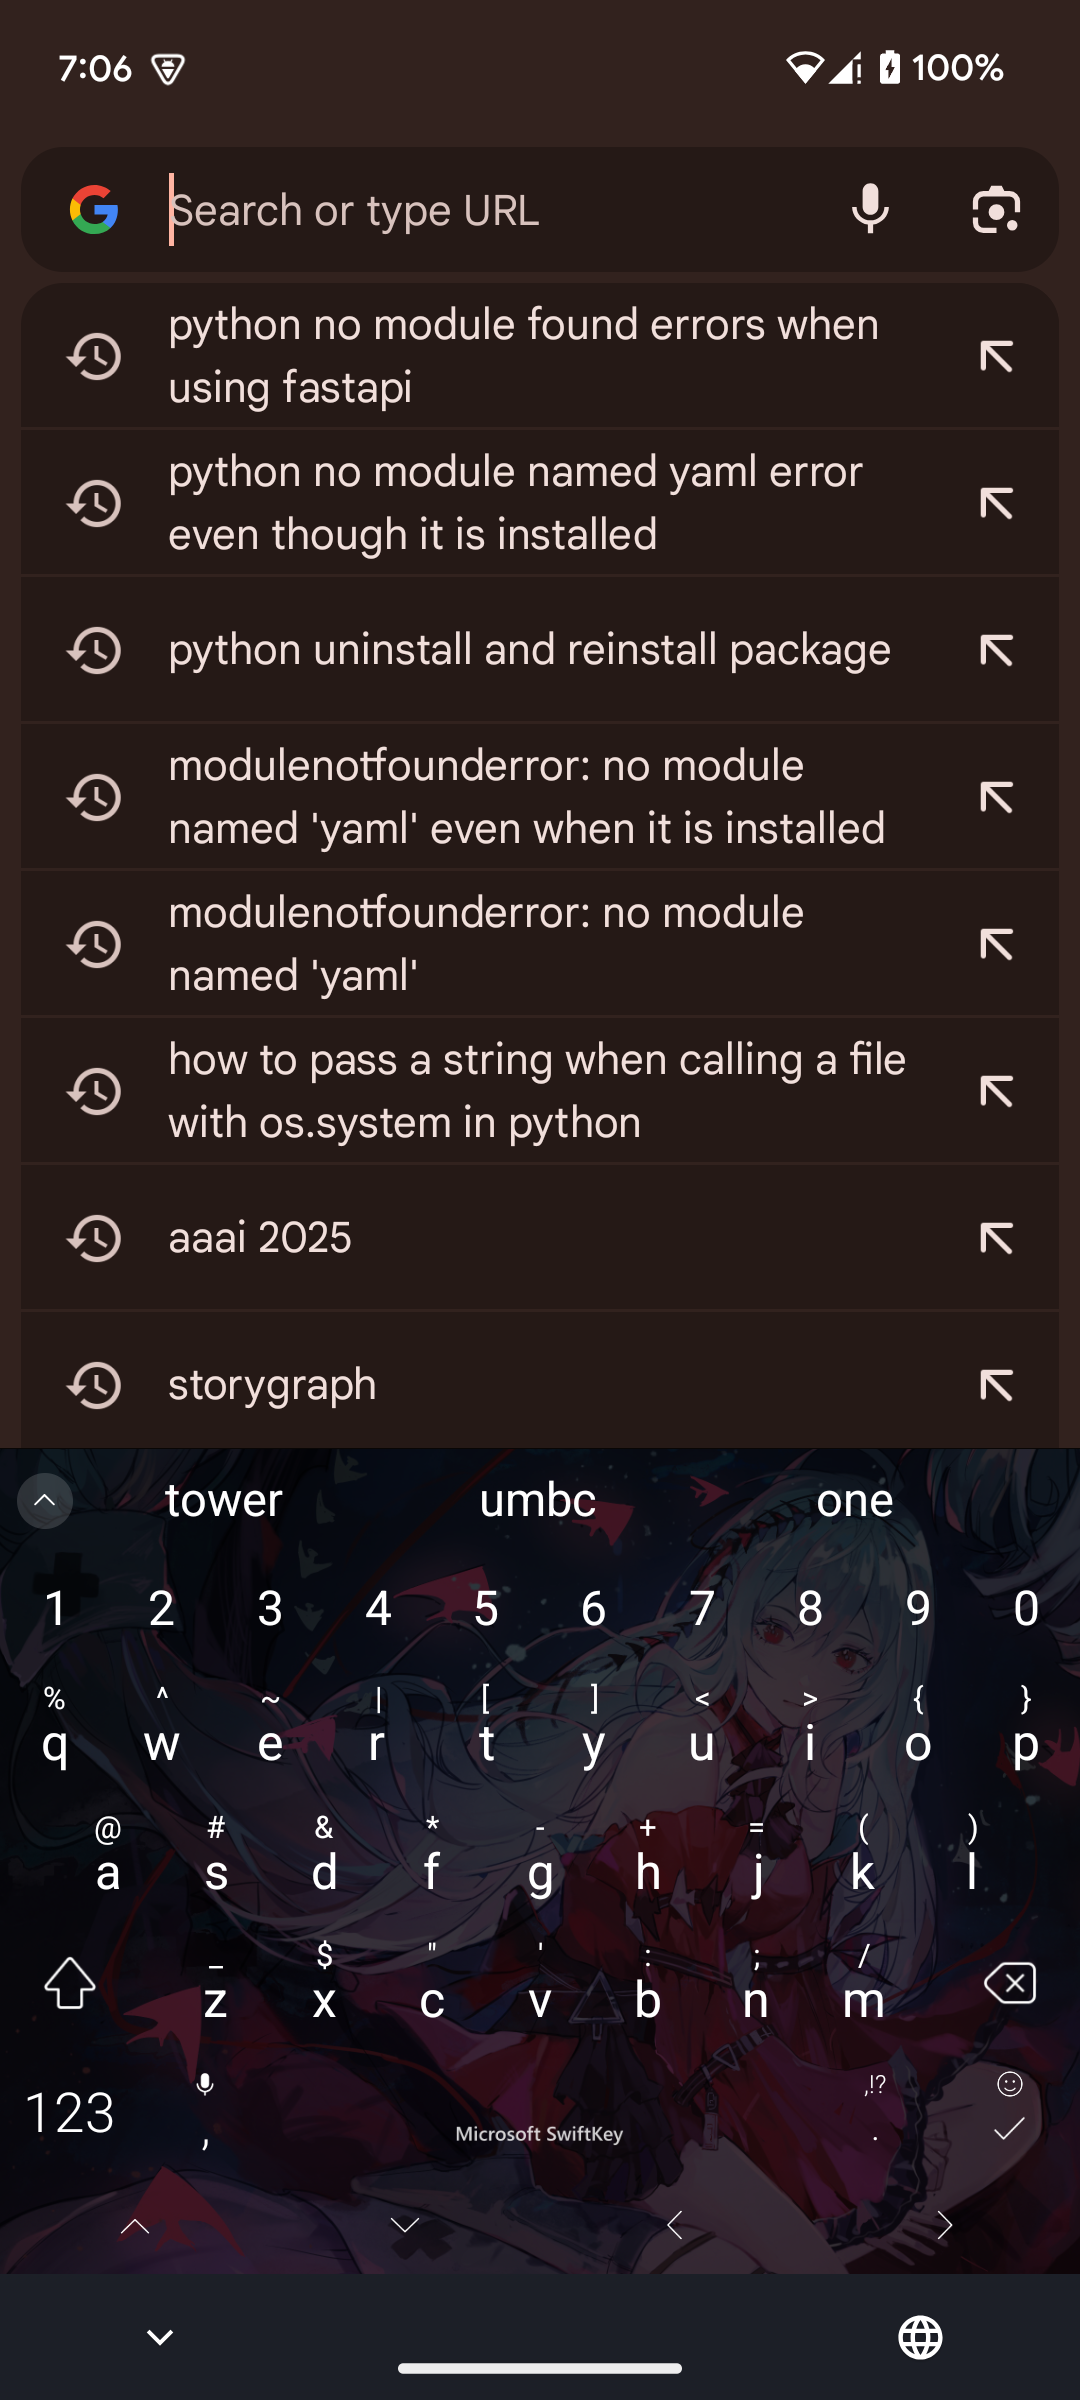 7:06 100%
Search or type URL
python no module found errors when
using fastapi
python no module named yaml error
even though it is installed
python uninstall and reinstall package
modulenotfounderror: no module
named 'yaml' even when it is installed
modulenotfounderror: no module
named 'yaml'
how to pass a string when calling a file
with os.system in python
aaai 2025
storygraph
tower umbc one
1 2 3 4 5 6 7 8 9 0
% ^ ~ | [ ] < > { }
q w e r t y u i o p
@ # & * - + = ( )
a s d f g h j k l
_ $ " ' : ; /
z x c v b n m
,!?
123 , Microsoft SwiftKey .